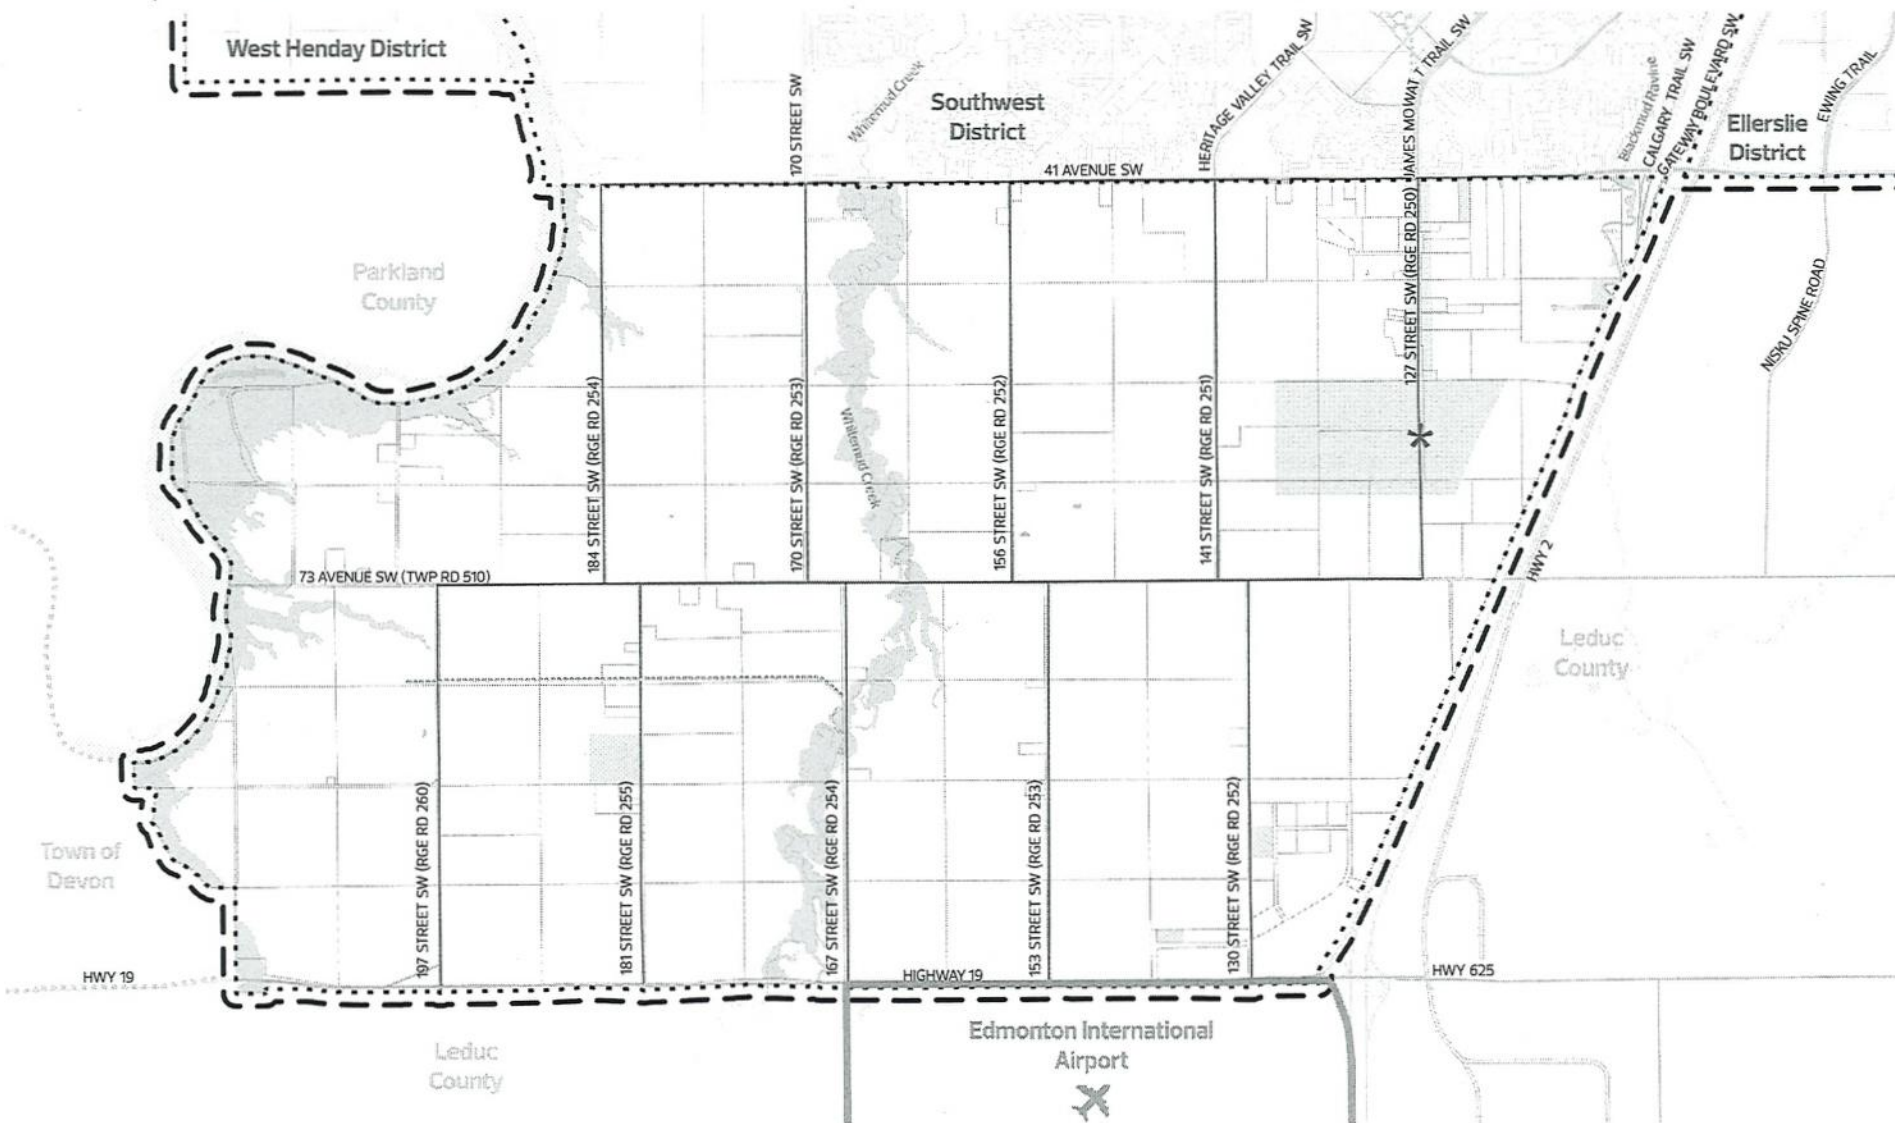 West Henday District
170 STREET SW
Whitemud Creek
Southwest
District
HERITAGE VALLEY TRAIL SW
JAMES MOWATT TRAIL SW
Blackmud Ravine
CALGARY TRAIL SW
GATEWAY BOULEVARD SW
Ellerslie
District
EWING TRAIL
41 AVENUE SW
Parkland
County
127 STREET SW (RGE RD 250)
NISKU SPINE ROAD
184 STREET SW (RGE RD 254)
170 STREET SW (RGE RD 253)
Whitemud Creek
156 STREET SW (RGE RD 252)
141 STREET SW (RGE RD 251)
HWY 2
73 AVENUE SW (TWP RD 510)
Leduc
County
Town of
Devon
197 STREET SW (RGE RD 260)
181 STREET SW (RGE RD 255)
167 STREET SW (RGE RD 254)
153 STREET SW (RGE RD 253)
130 STREET SW (RGE RD 252)
HWY 19
HIGHWAY 19
HWY 625
Leduc
County
Edmonton International
Airport